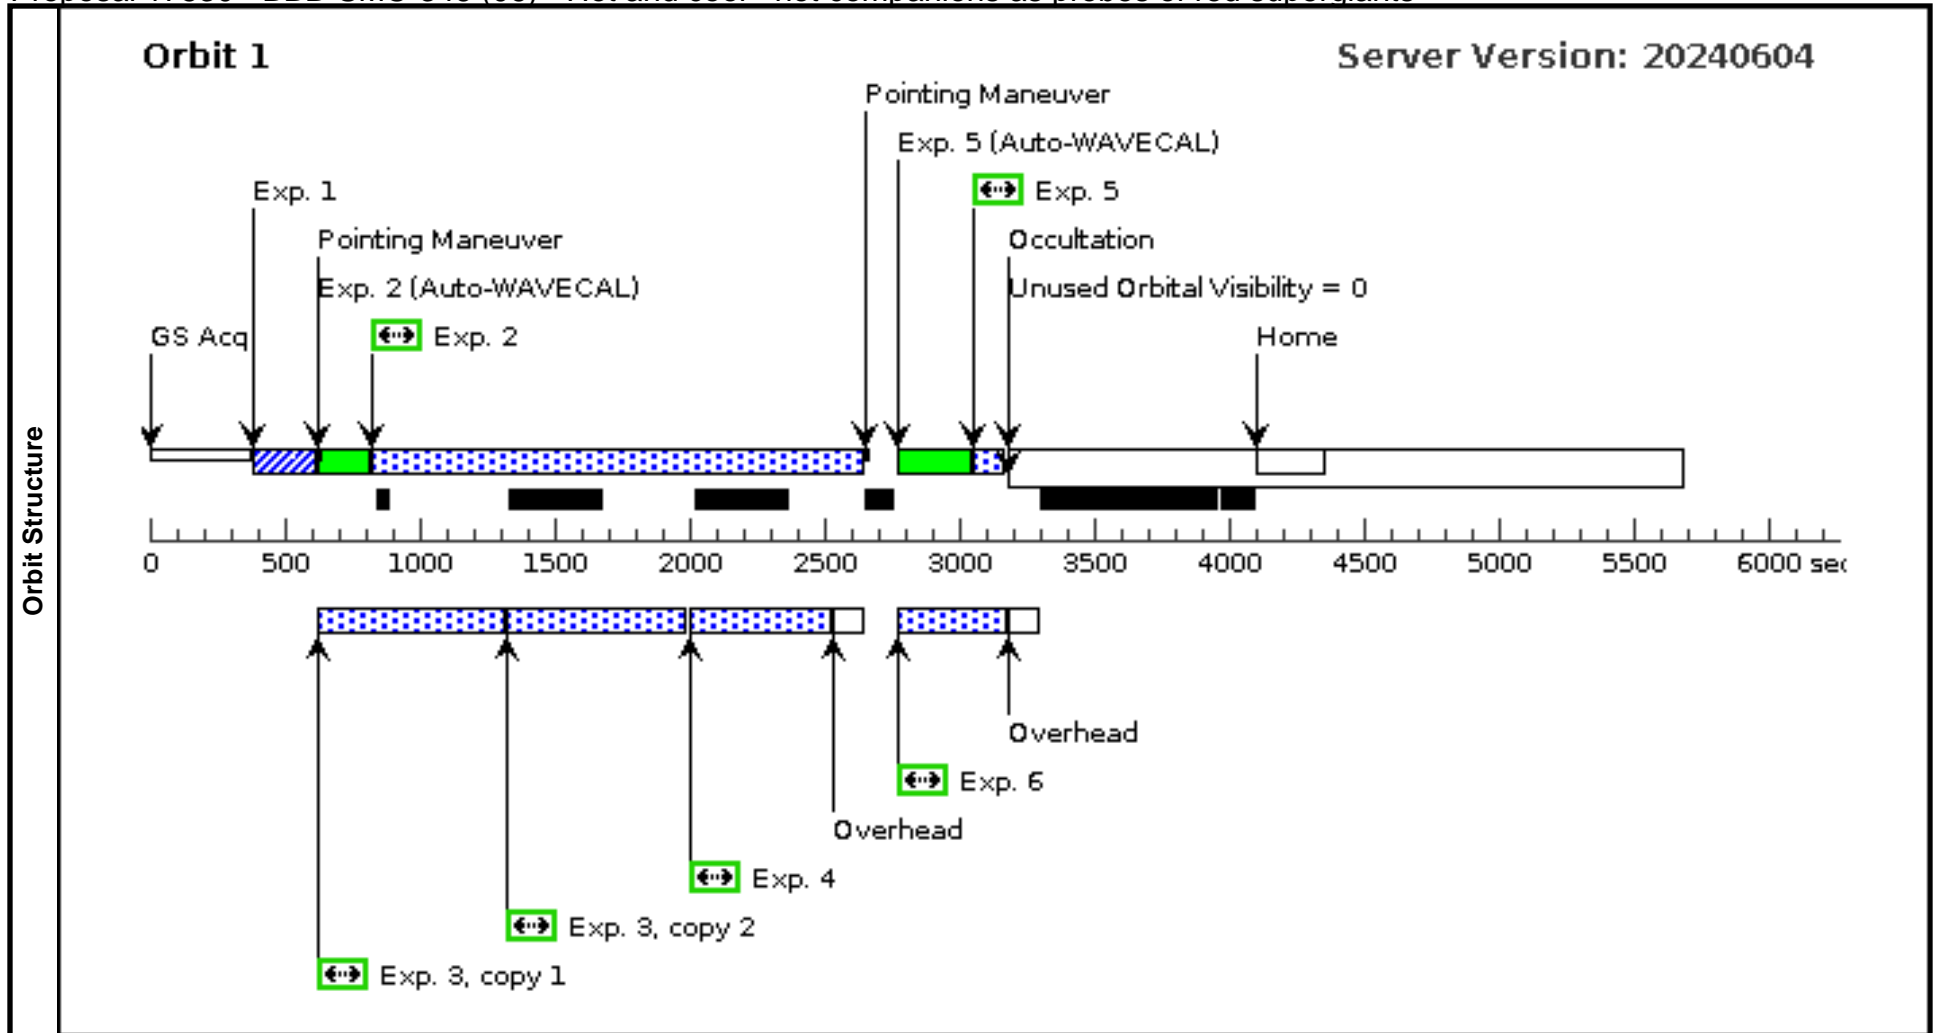 Orbit 1
Server Version: 20240604
Pointing Maneuver
Exp. 5 (Auto-WAVECAL)
Exp. 1
Exp. 5
Pointing Maneuver
Occultation
Exp. 2 (Auto-WAVECAL)
Unused Orbital Visibility = 0
GS Acq
Exp. 2
Home
Orbit Structure
0 500 1000 1500 2000 2500 3000 3500 4000 4500 5000 5500 6000 sec
Overhead
Exp. 6
Overhead
Exp. 4
Exp. 3, copy 2
Exp. 3, copy 1